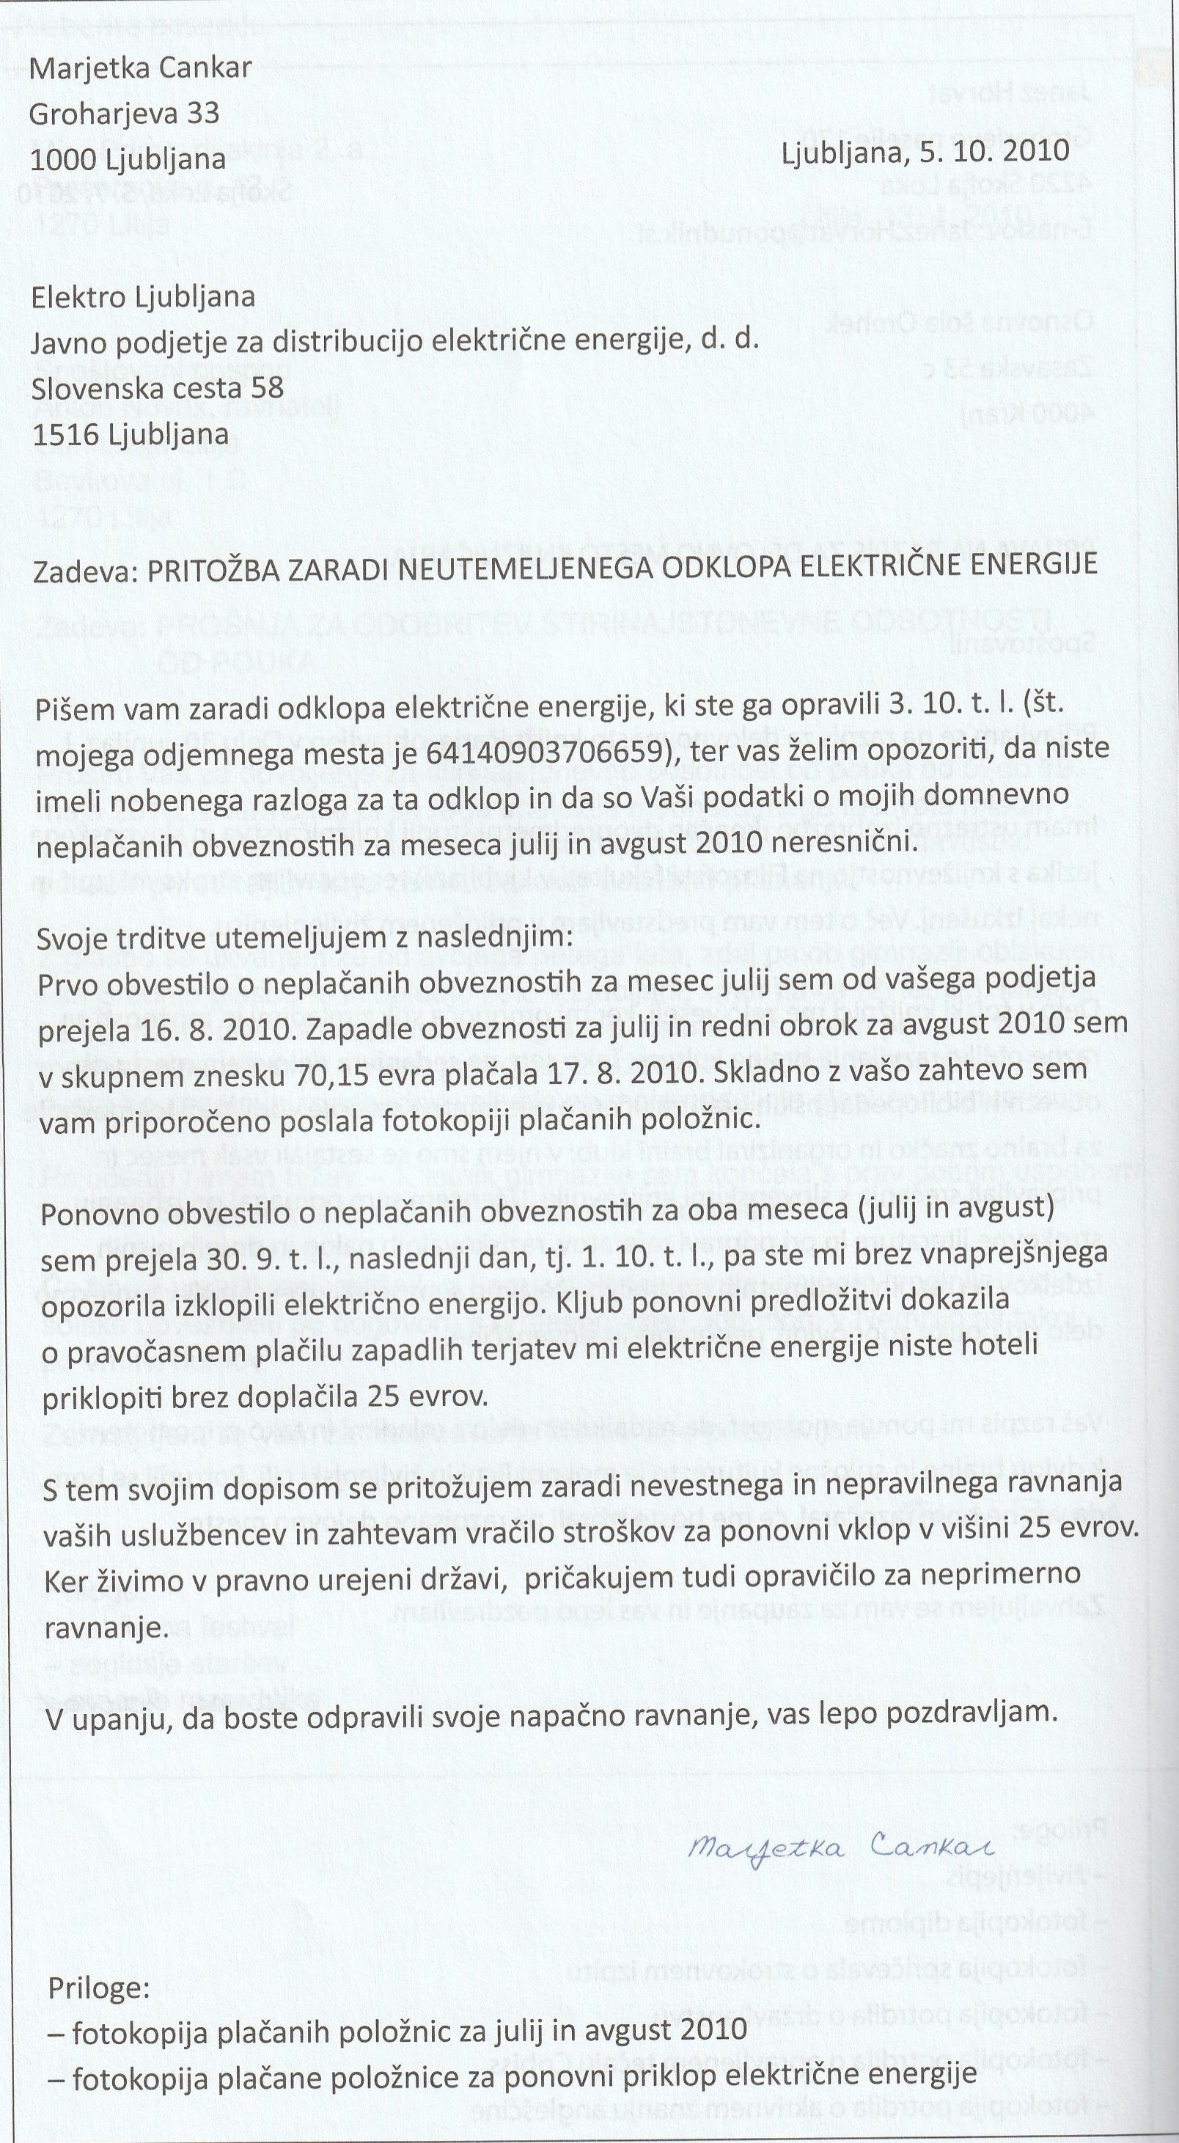 Marjetka Cankar
Groharjeva 33
1000 Ljubljana
Ljubljana, 5. 10. 2010
Elektro Ljubljana
Javno podjetje za distribucijo električne energije, d. d.
Slovenska cesta 58
1516 Ljubljana
Zadeva: PRITOŽBA ZARADI NEUTEMELJENEGA ODKLOPA ELEKTRIČNE ENERGIJE
Pišem vam zaradi odklopa električne energije, ki ste ga opravili 3. 10. t. l. (št.
mojega odjemnega mesta je 64140903706659), ter vas želim opozoriti, da niste
imeli nobenega razloga za ta odklop in da so Vaši podatki o mojih domnevno
neplačanih obveznostih za meseca julij in avgust 2010 neresnični.
Svoje trditve utemeljujem z naslednjim:
Prvo obvestilo o neplačanih obveznostih za mesec julij sem od vašega podjetja
prejela 16. 8. 2010. Zapadle obveznosti za julij in redni obrok za avgust 2010 sem
v skupnem znesku 70,15 evra plačala 17. 8. 2010. Skladno z vašo zahtevo sem
vam priporočeno poslala fotokopiji plačanih položnic.
Ponovno obvestilo o neplačanih obveznostih za oba meseca (julij in avgust)
sem prejela 30. 9. t. l., naslednji dan, tj. 1. 10. t. l., pa ste mi brez vnaprejšnjega
opozorila izklopili električno energijo. Kljub ponovni predložitvi dokazila
o pravočasnem plačilu zapadlih terjatev mi električne energije niste hoteli
priklopiti brez doplačila 25 evrov.
S tem svojim dopisom se pritožujem zaradi nevestnega in nepravilnega ravnanja
vaših uslužbencev in zahtevam vračilo stroškov za ponovni vklop v višini 25 evrov.
Ker živimo v pravno urejeni državi, pričakujem tudi opravičilo za neprimerno
ravnanje.
V upanju, da boste odpravili svoje napačno ravnanje, vas lepo pozdravljam.
Marjetka Cankar
Priloge:
– fotokopija plačanih položnic za julij in avgust 2010
– fotokopija plačane položnice za ponovni priklop električne energije